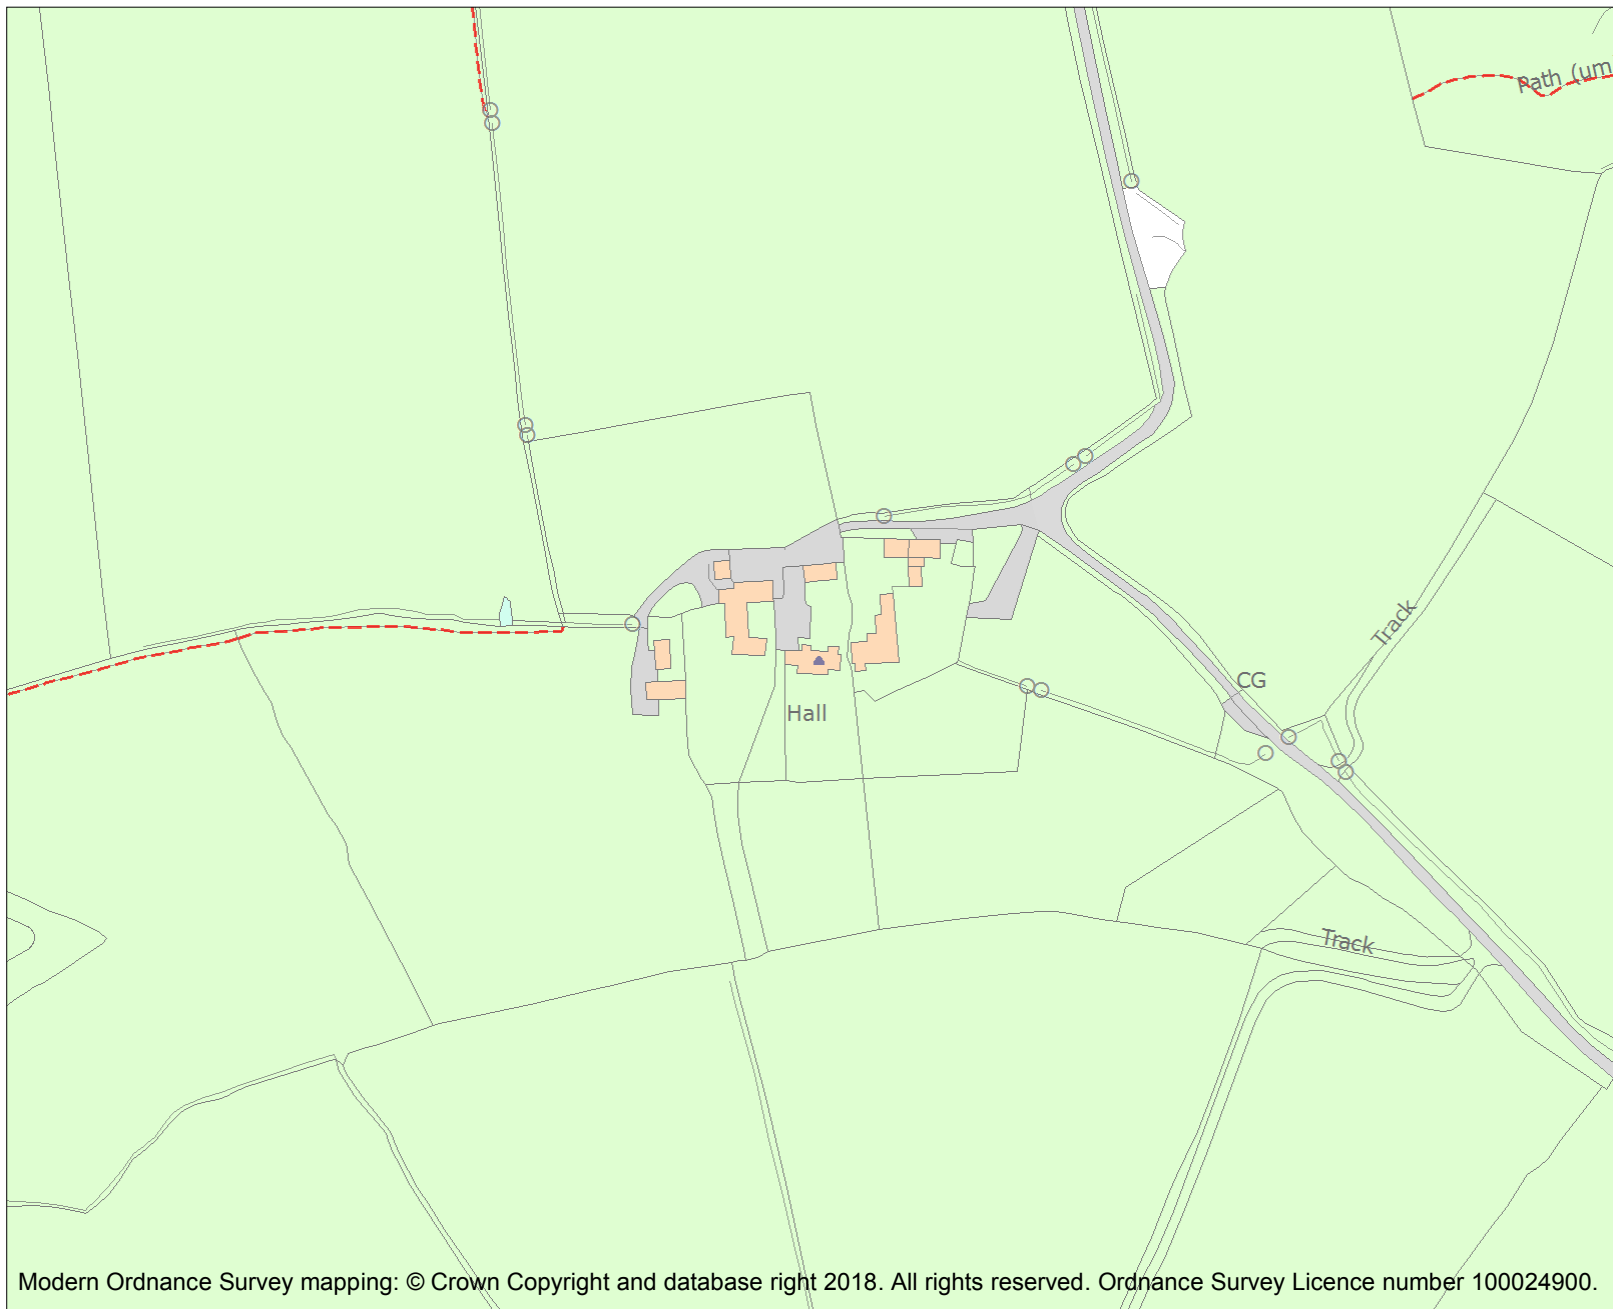 Path (um
Track
CG
Hall
Track
Modern Ordnance Survey mapping: © Crown Copyright and database right 2018. All rights reserved. Ordnance Survey Licence number 100024900.